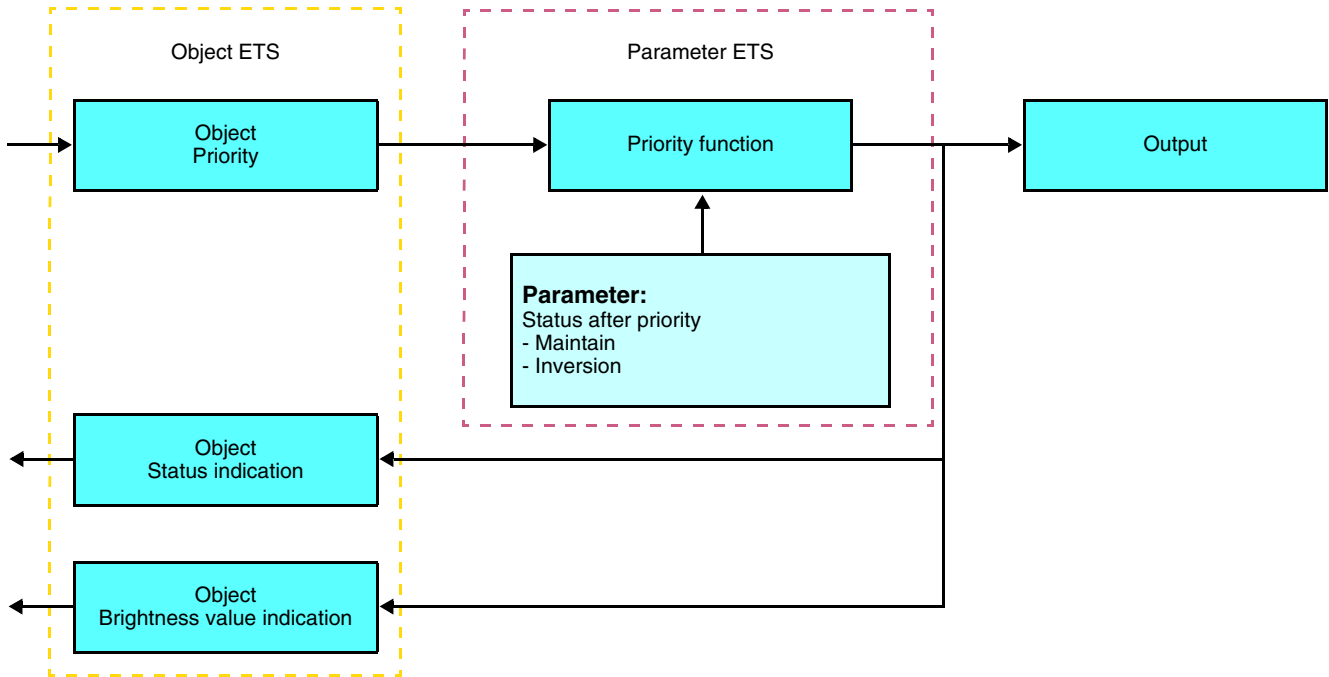 Object ETS
Parameter ETS
Object
Priority
Priority function
Output
Parameter:
Status after priority
- Maintain
- Inversion
Object
Status indication
Object
Brightness value indication